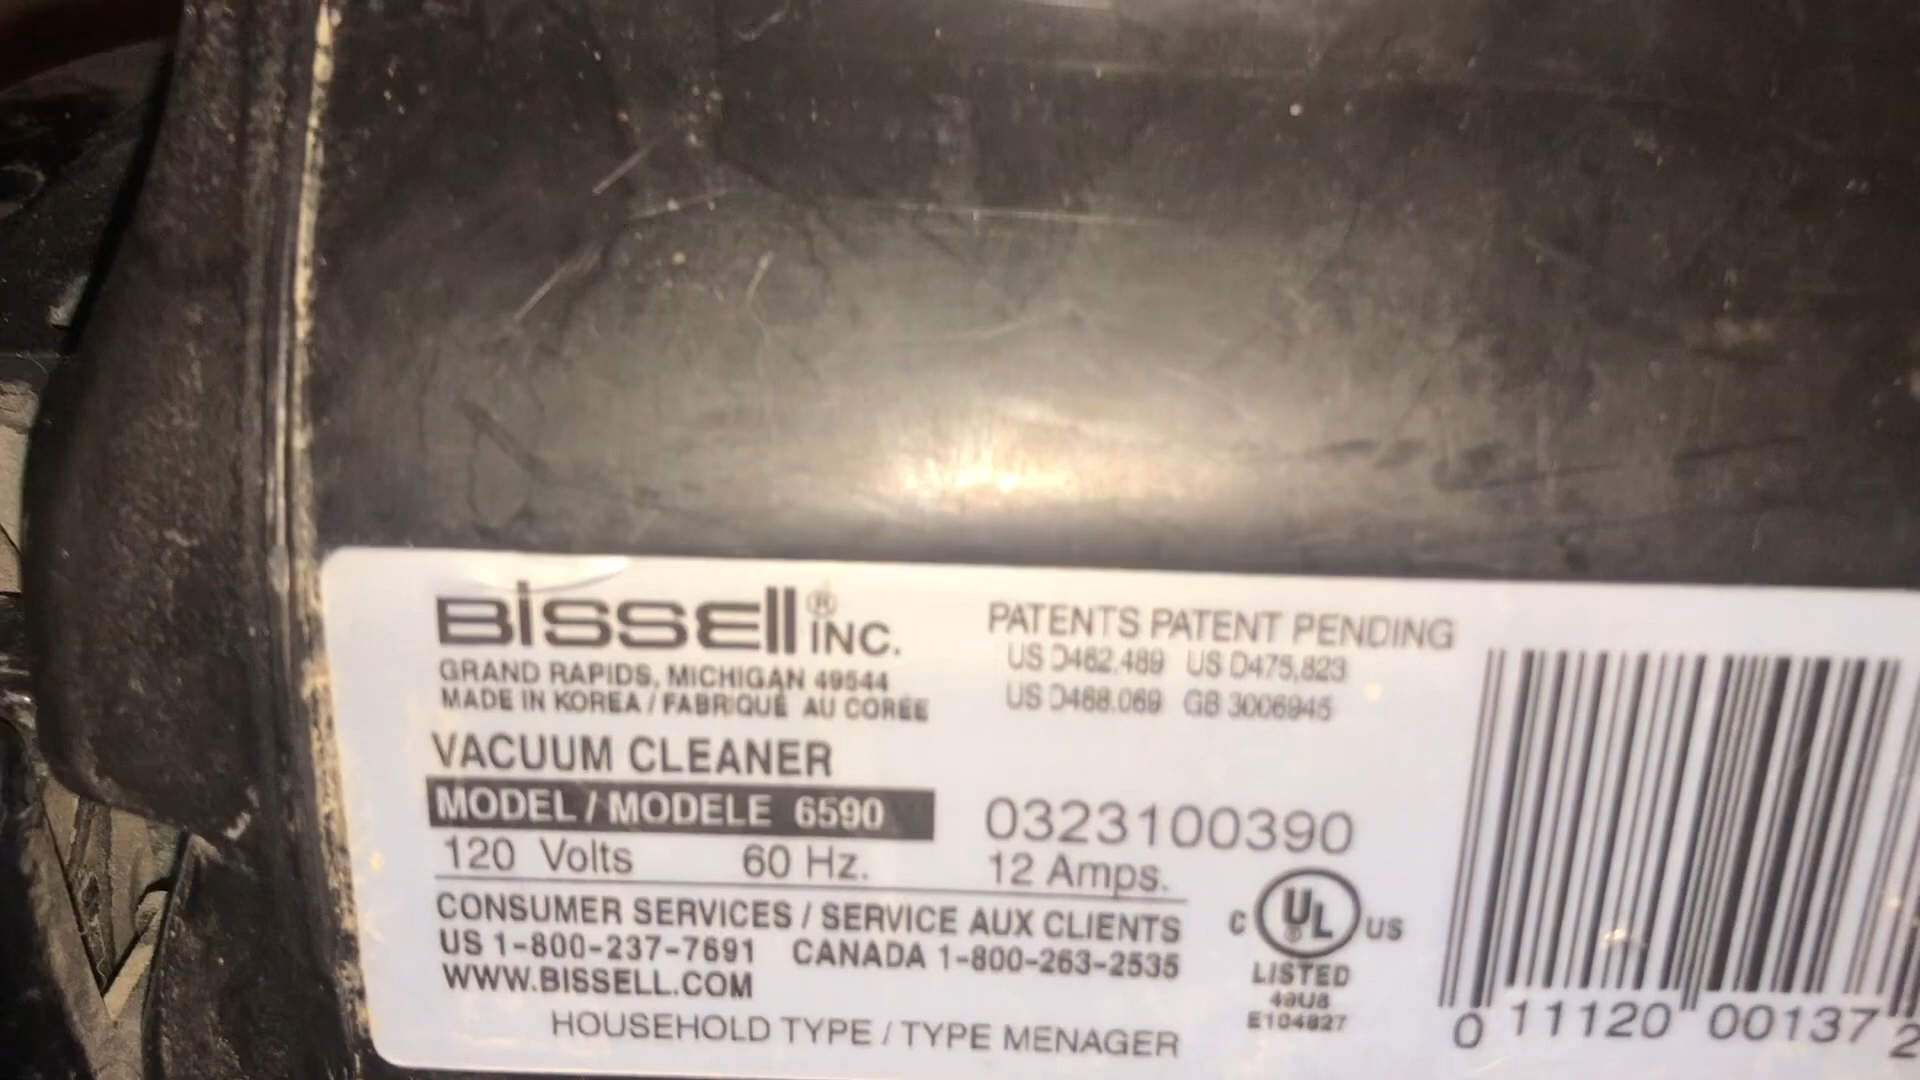 BISSELL® INC.
GRAND RAPIDS, MICHIGAN 49544
MADE IN KOREA / FABRIQUÉ AU CORÉE
PATENTS PATENT PENDING
US D462,489 US D475,823
US D468,069 GB 3006945
VACUUM CLEANER
MODEL / MODELE 6590
0323100390
120 Volts 60 Hz. 12 Amps.
CONSUMER SERVICES / SERVICE AUX CLIENTS
US 1-800-237-7691 CANADA 1-800-263-2535
WWW.BISSELL.COM
HOUSEHOLD TYPE / TYPE MENAGER
C UL® US
LISTED
E104827
0 11120 00137 2